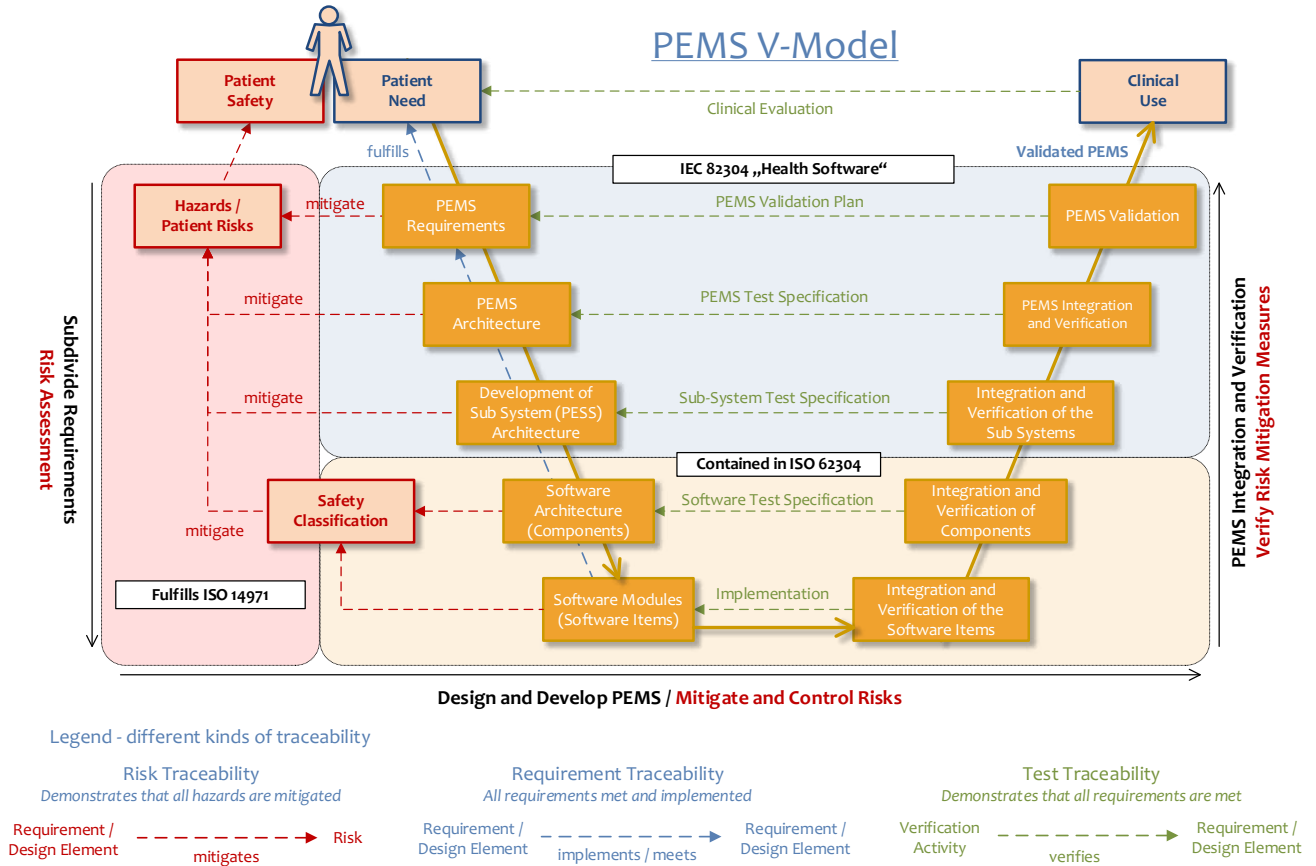 PEMS V-Model
Patient
Safety
Patient
Need
Clinical
Use
Clinical Evaluation
fulfills
Validated PEMS
IEC 82304 „Health Software“
Hazards /
Patient Risks
mitigate
PEMS
Requirements
PEMS Validation Plan
PEMS Validation
mitigate
PEMS
Architecture
PEMS Test Specification
PEMS Integration
and Verification
mitigate
Development of
Sub System (PESS)
Architecture
Sub-System Test Specification
Integration and
Verification of the
Sub Systems
Contained in ISO 62304
Safety
Classification
mitigate
Software
Architecture
(Components)
Software Test Specification
Integration and
Verification of
Components
Fulfills ISO 14971
Software Modules
(Software Items)
Implementation
Integration and
Verification of the
Software Items
Subdivide Requirements
Risk Assessment
PEMS Integration and Verification
Verify Risk Mitigation Measures
Design and Develop PEMS / Mitigate and Control Risks
Legend - different kinds of traceability
Risk Traceability
Demonstrates that all hazards are mitigated
Requirement /
Design Element
mitigates
Risk
Requirement Traceability
All requirements met and implemented
Requirement /
Design Element
implements / meets
Requirement /
Design Element
Test Traceability
Demonstrates that all requirements are met
Verification
Activity
verifies
Requirement /
Design Element